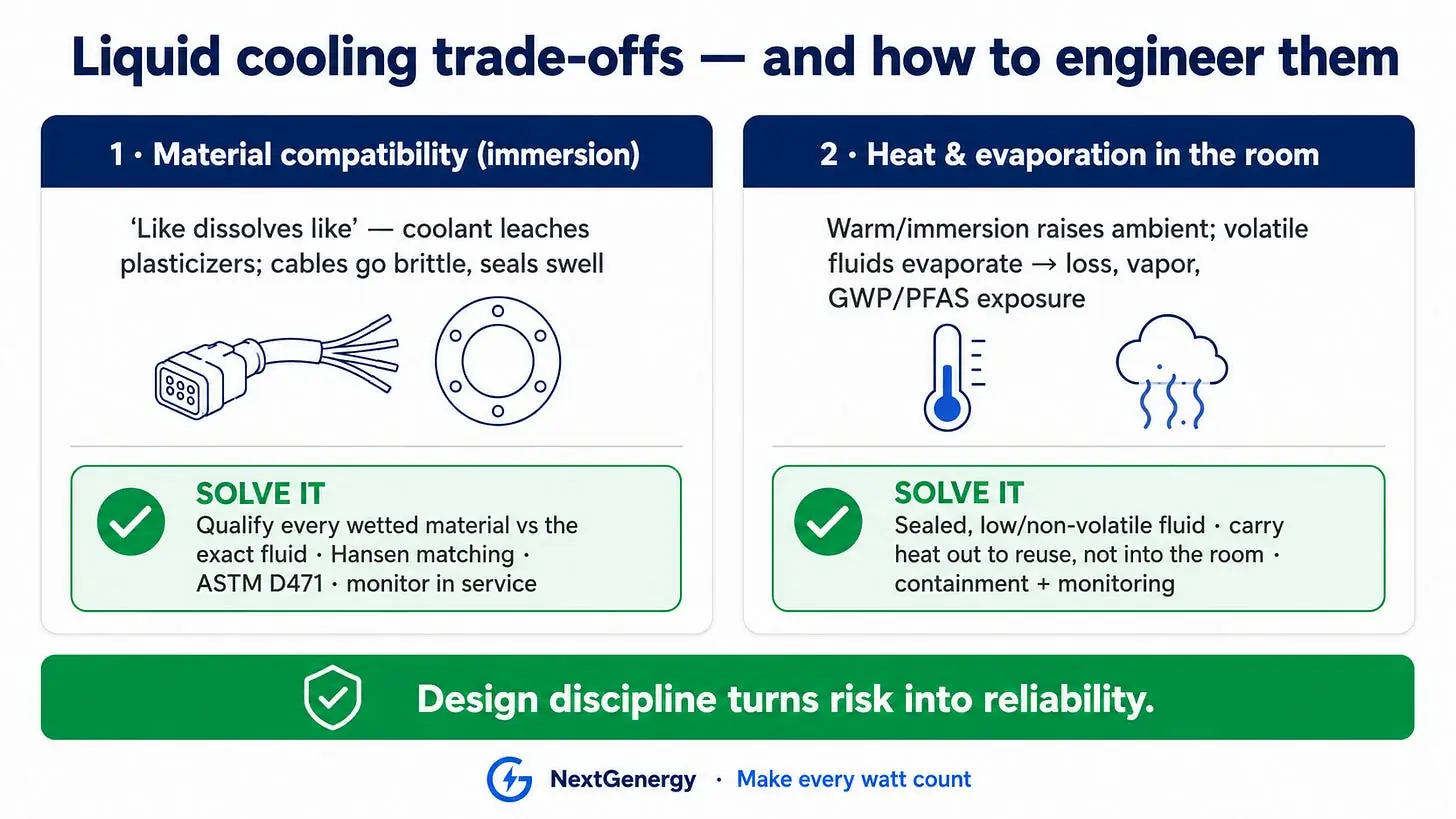 Liquid cooling trade-offs — and how to engineer them
1 · Material compatibility (immersion)
‘Like dissolves like’ — coolant leaches
plasticizers; cables go brittle, seals swell
SOLVE IT
Qualify every wetted material vs the
exact fluid · Hansen matching ·
ASTM D471 · monitor in service
2 · Heat & evaporation in the room
Warm/immersion raises ambient; volatile
fluids evaporate → loss, vapor,
GWP/PFAS exposure
SOLVE IT
Sealed, low/non-volatile fluid · carry
heat out to reuse, not into the room ·
containment + monitoring
Design discipline turns risk into reliability.
NextGenergy · Make every watt count